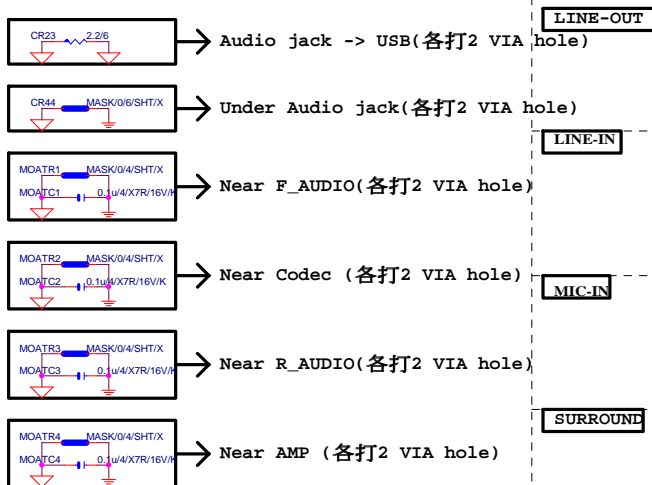 LINE-OUT
CR23 2.2/6
Audio jack -> USB(各打2 VIA hole)
CR44 MASK/0/6/SHT/X
Under Audio jack(各打2 VIA hole)
LINE-IN
MOATR1 MASK/0/4/SHT/X
MOATC1 0.1u/4/X7R/16V/K
Near F_AUDIO(各打2 VIA hole)
MOATR2 MASK/0/4/SHT/X
MOATC2 0.1u/4/X7R/16V/K
Near Codec (各打2 VIA hole)
MIC-IN
MOATR3 MASK/0/4/SHT/X
MOATC3 0.1u/4/X7R/16V/K
Near R_AUDIO(各打2 VIA hole)
SURROUND
MOATR4 MASK/0/4/SHT/X
MOATC4 0.1u/4/X7R/16V/K
Near AMP (各打2 VIA hole)